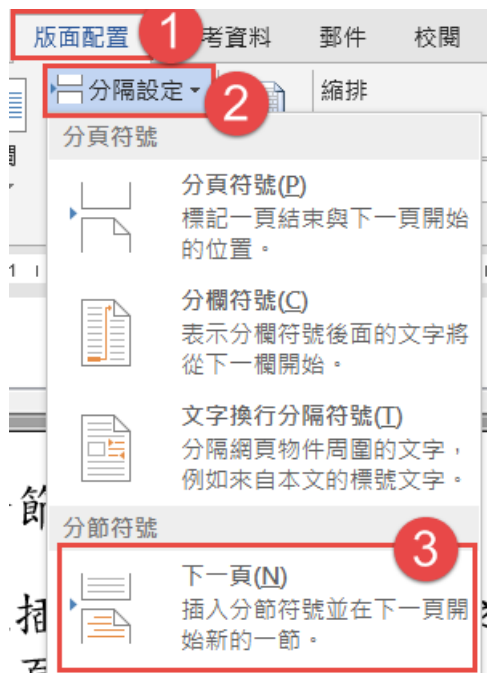 版面配置 1 考資料 郵件 校閱
分隔設定 2 縮排
分頁符號
分頁符號(P)
標記一頁結束與下一頁開始
的位置。
1
分欄符號(C)
表示分欄符號後面的文字將
從下一欄開始。
文字換行分隔符號(T)
分隔網頁物件周圍的文字，
例如來自本文的標號文字。
節
分節符號
3
下一頁(N)
插 插入分節符號並在下一頁開
始新的一節。